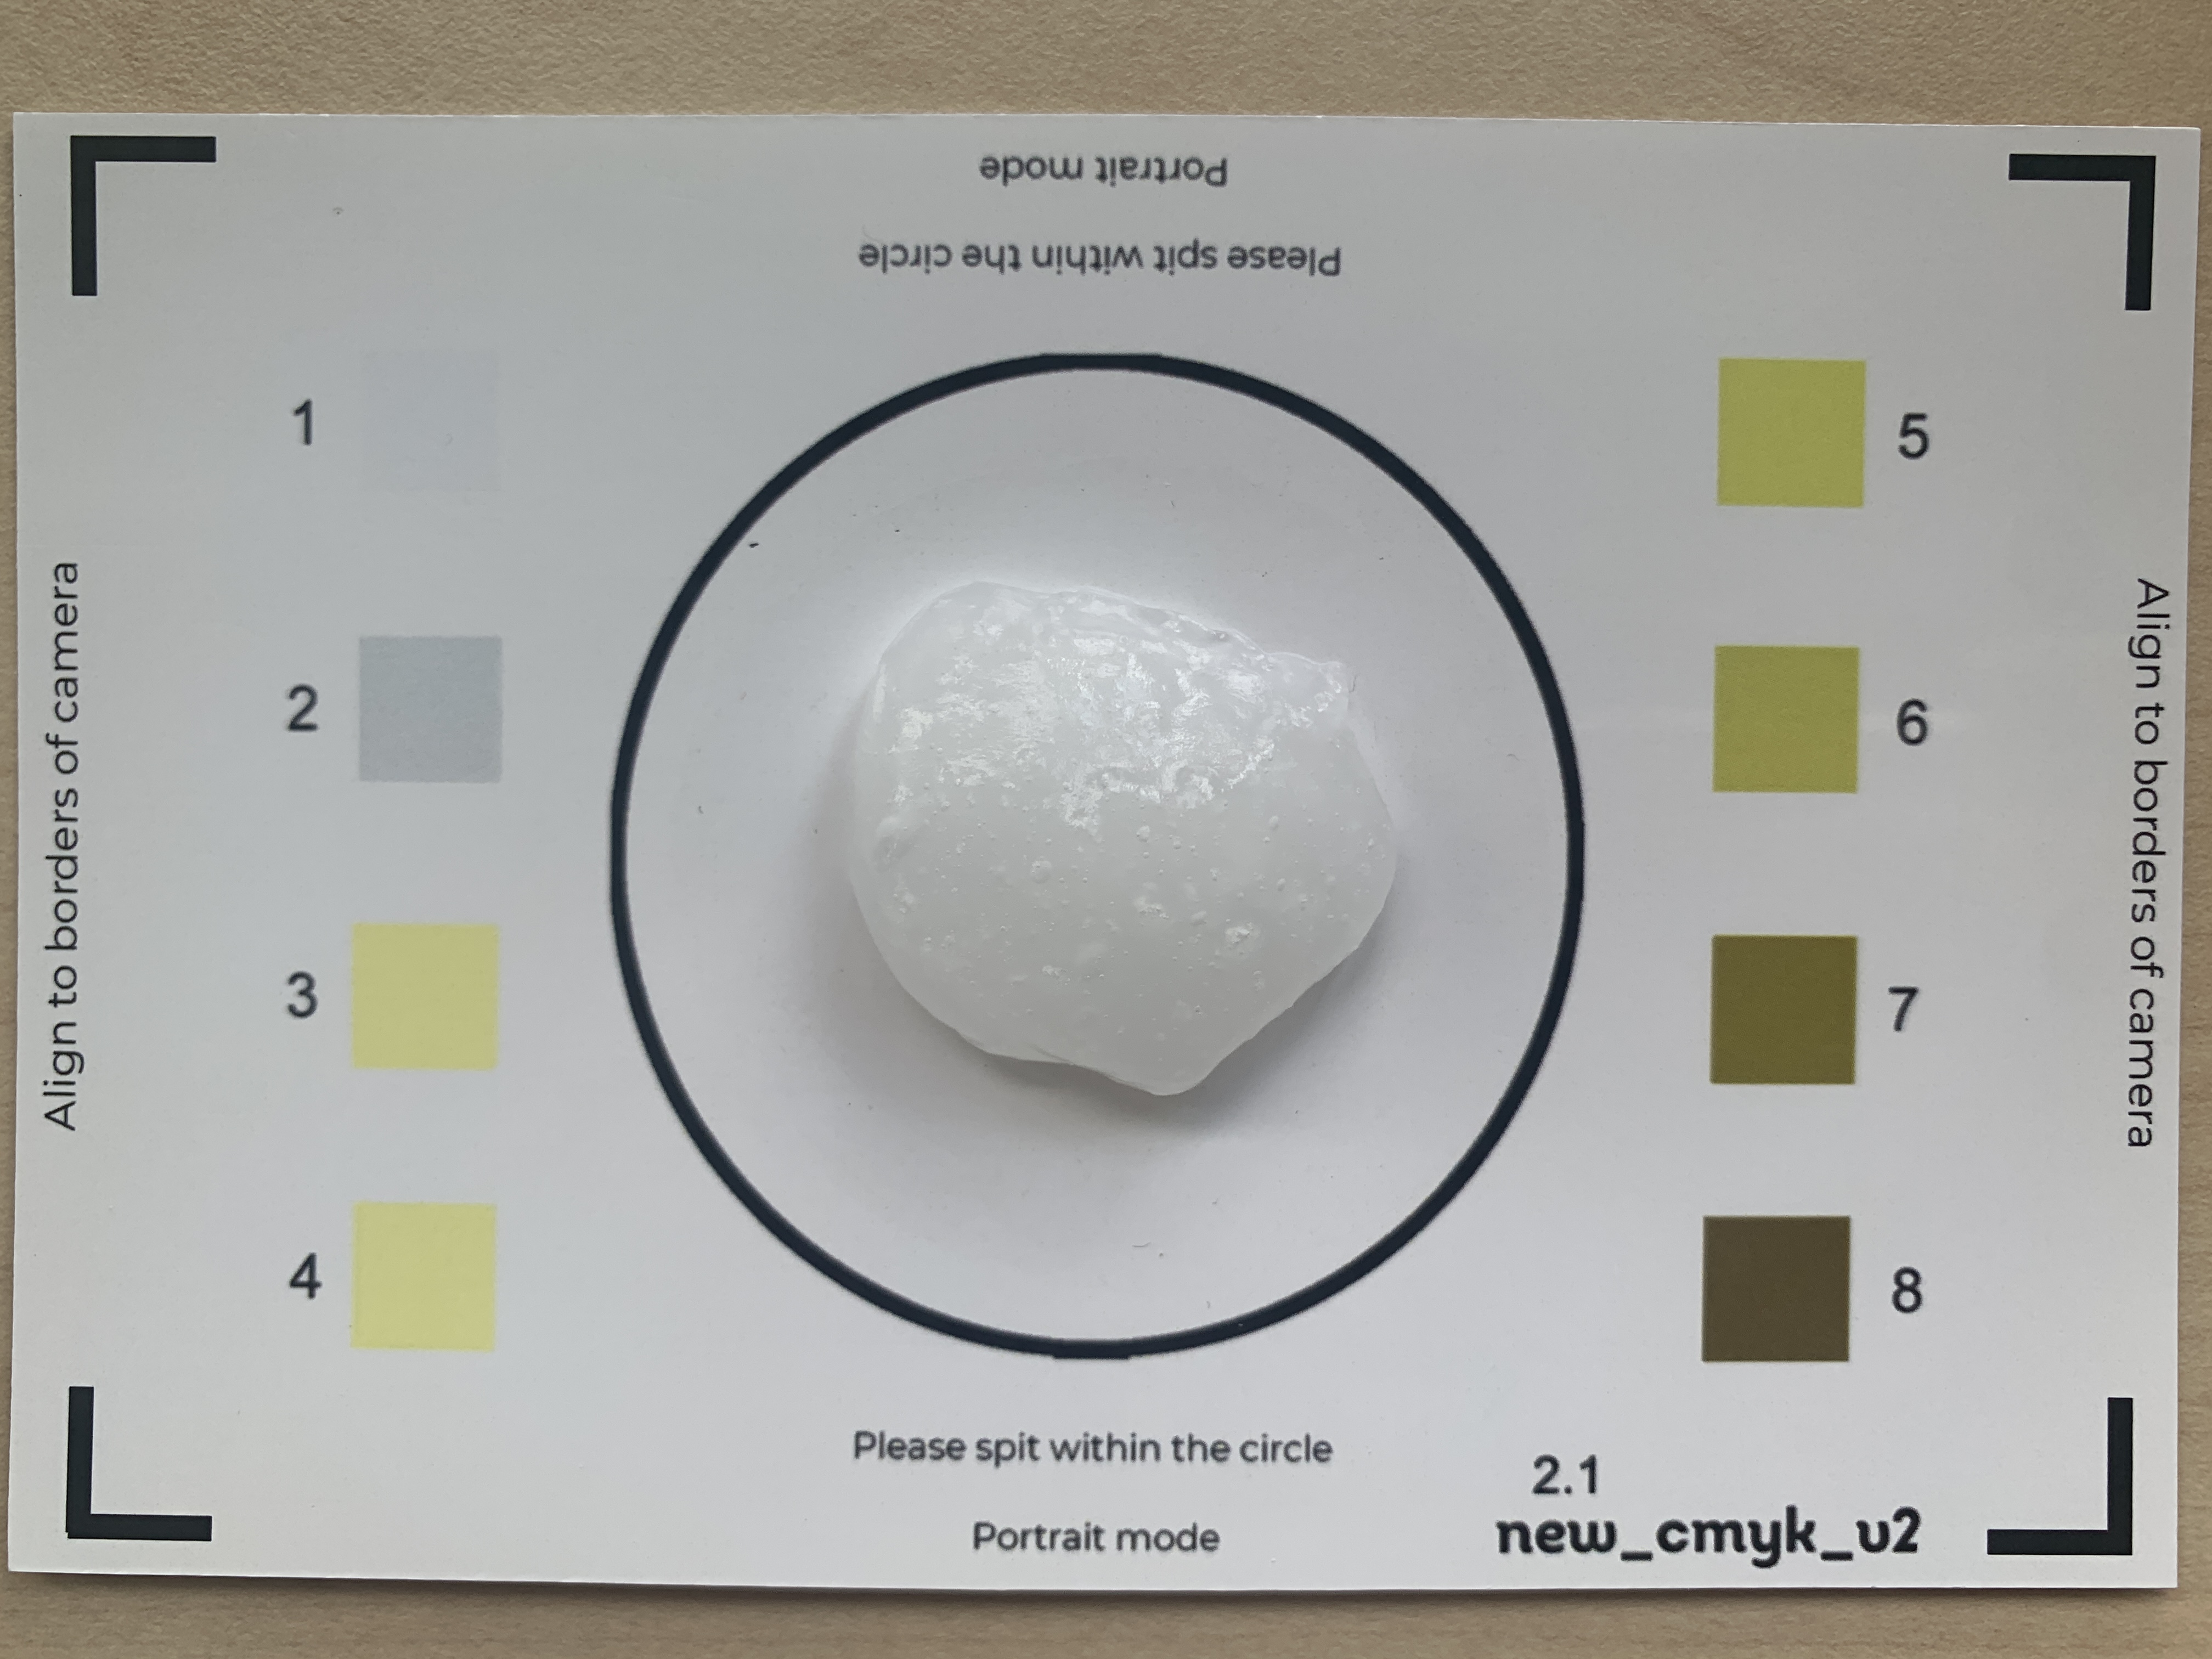 Align to borders of camera
4
3
2
1
Please spit within the circle
Portrait mode
Portrait mode
Please spit within the circle
2.1
new_cmyk_v2
8
7
6
5
Align to borders of camera